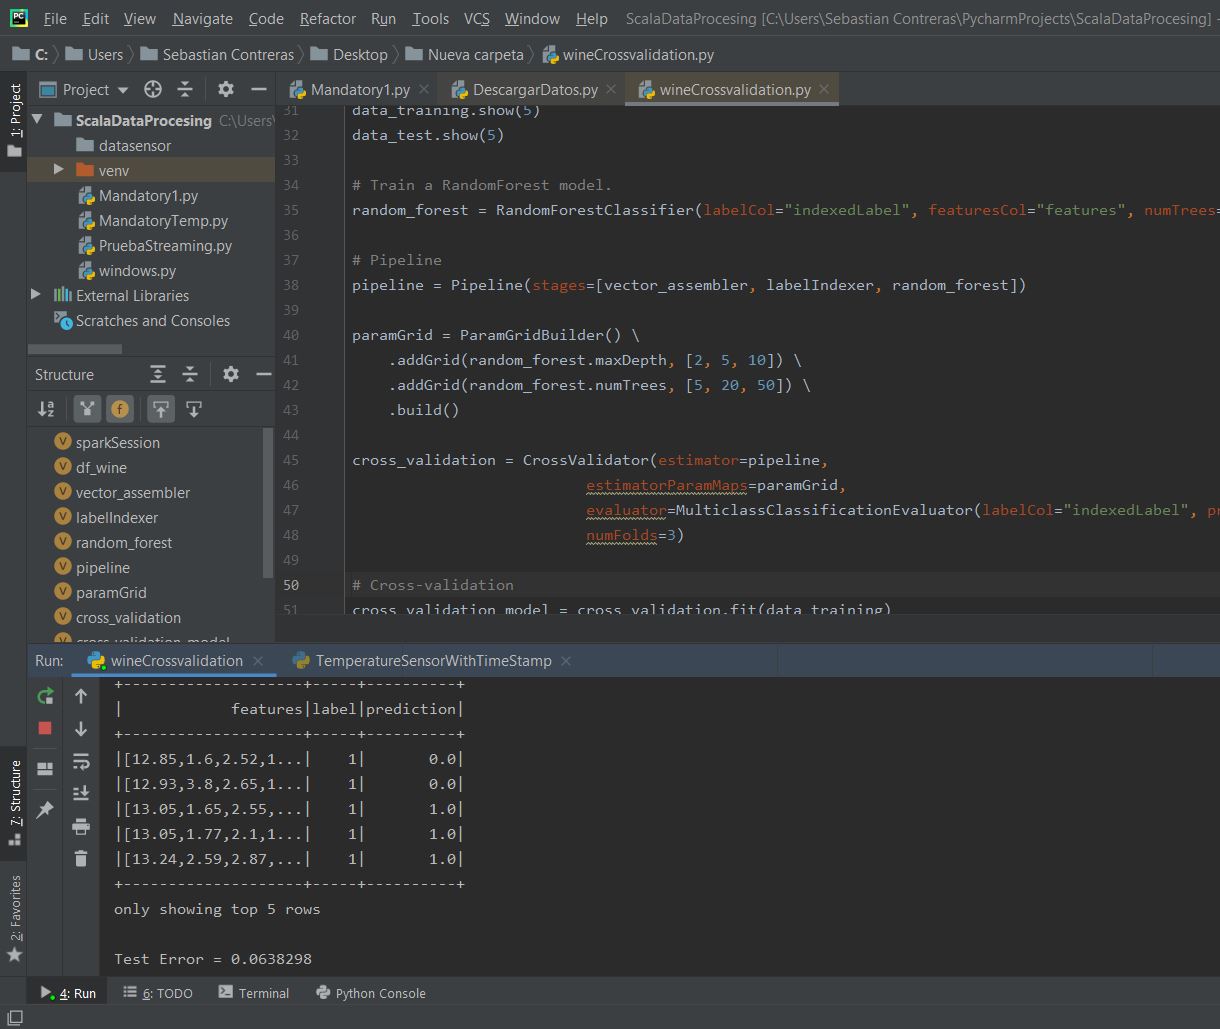 File Edit View Navigate Code Refactor Run Tools VCS Window Help ScalaDataProcesing [C:\Users\Sebastian Contreras\PycharmProjects\ScalaDataProcesing] -
C: Users Sebastian Contreras Desktop Nueva carpeta wineCrossvalidation.py
1: Project
Project
Mandatory1.py DescargarDatos.py wineCrossvalidation.py
ScalaDataProcesing C:\Users\
datasensor
venv
Mandatory1.py
MandatoryTemp.py
PruebaStreaming.py
windows.py
External Libraries
Scratches and Consoles
Structure
sparkSession
df_wine
vector_assembler
labelIndexer
random_forest
pipeline
paramGrid
cross_validation
cross_validation_model
31 data_training.show(5)
32 data_test.show(5)
33
34 # Train a RandomForest model.
35 random_forest = RandomForestClassifier(labelCol="indexedLabel", featuresCol="features", numTrees=
36
37 # Pipeline
38 pipeline = Pipeline(stages=[vector_assembler, labelIndexer, random_forest])
39
40 paramGrid = ParamGridBuilder() \
41 .addGrid(random_forest.maxDepth, [2, 5, 10]) \
42 .addGrid(random_forest.numTrees, [5, 20, 50]) \
43 .build()
44
45 cross_validation = CrossValidator(estimator=pipeline,
46 estimatorParamMaps=paramGrid,
47 evaluator=MulticlassClassificationEvaluator(labelCol="indexedLabel", pr
48 numFolds=3)
49
50 # Cross-validation
51 cross_validation_model = cross_validation.fit(data_training)
Run: wineCrossvalidation TemperatureSensorWithTimeStamp
+--------------------+-----+----------+
|            features|label|prediction|
+--------------------+-----+----------+
|[12.85,1.6,2.52,1...|    1|       0.0|
|[12.93,3.8,2.65,1...|    1|       0.0|
|[13.05,1.65,2.55,...|    1|       1.0|
|[13.05,1.77,2.1,1...|    1|       1.0|
|[13.24,2.59,2.87,...|    1|       1.0|
+--------------------+-----+----------+
only showing top 5 rows
Test Error = 0.0638298
7: Structure
2: Favorites
4: Run 6: TODO Terminal Python Console